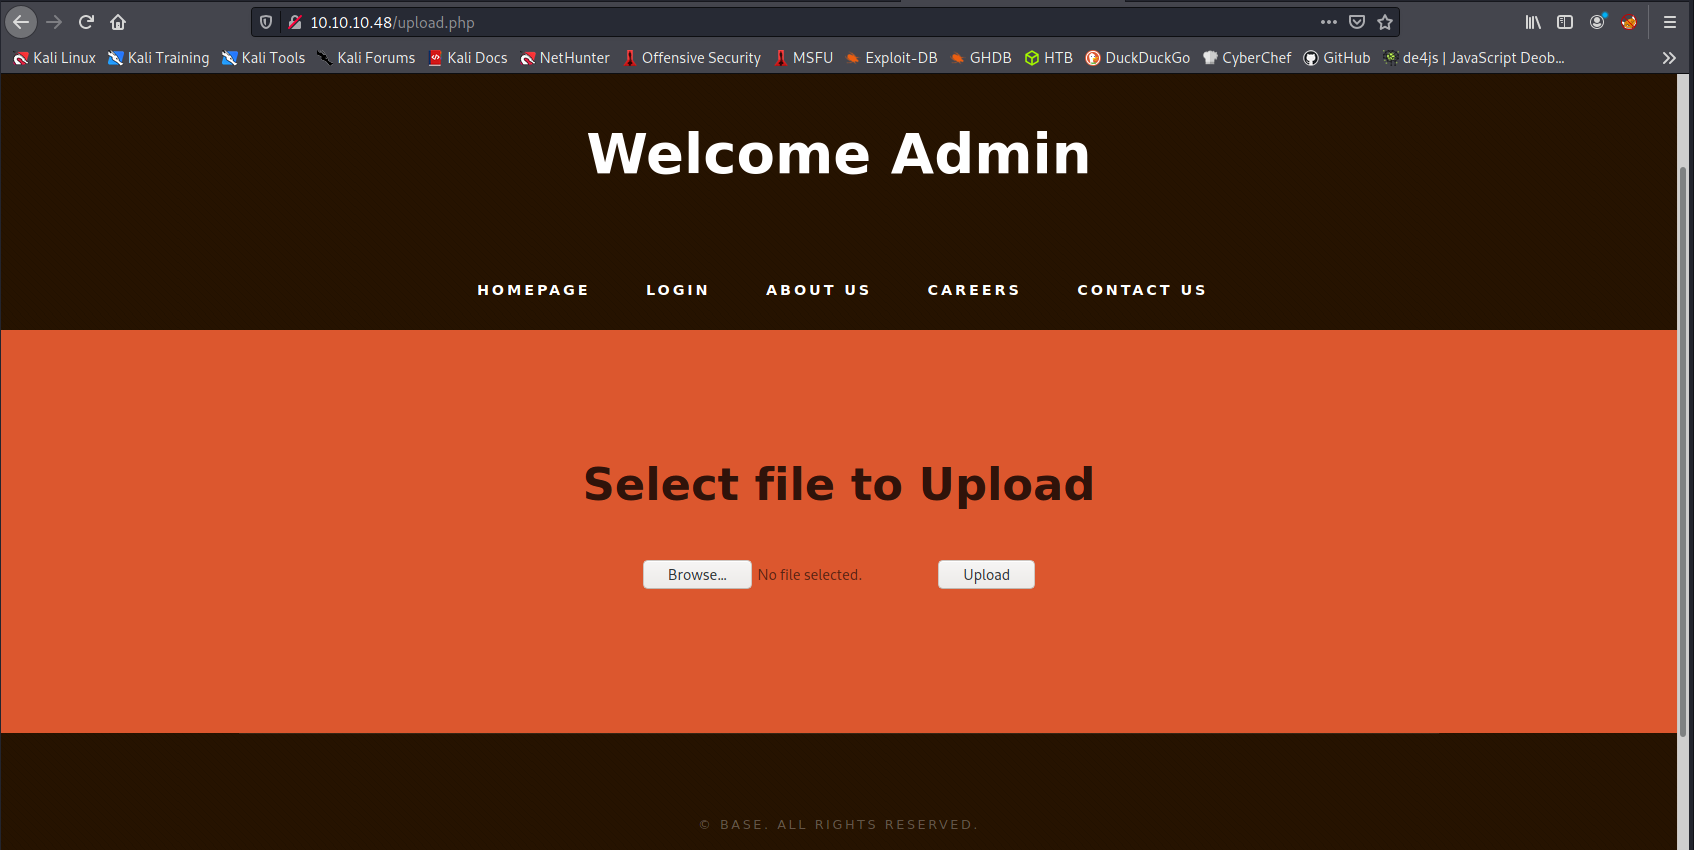 10.10.10.48/upload.php
Kali Linux Kali Training Kali Tools Kali Forums Kali Docs NetHunter Offensive Security MSFU Exploit-DB GHDB HTB DuckDuckGo CyberChef GitHub de4js | JavaScript Deob...
Welcome Admin
HOMEPAGE LOGIN ABOUT US CAREERS CONTACT US
Select file to Upload
Browse... No file selected. Upload
© BASE. ALL RIGHTS RESERVED.